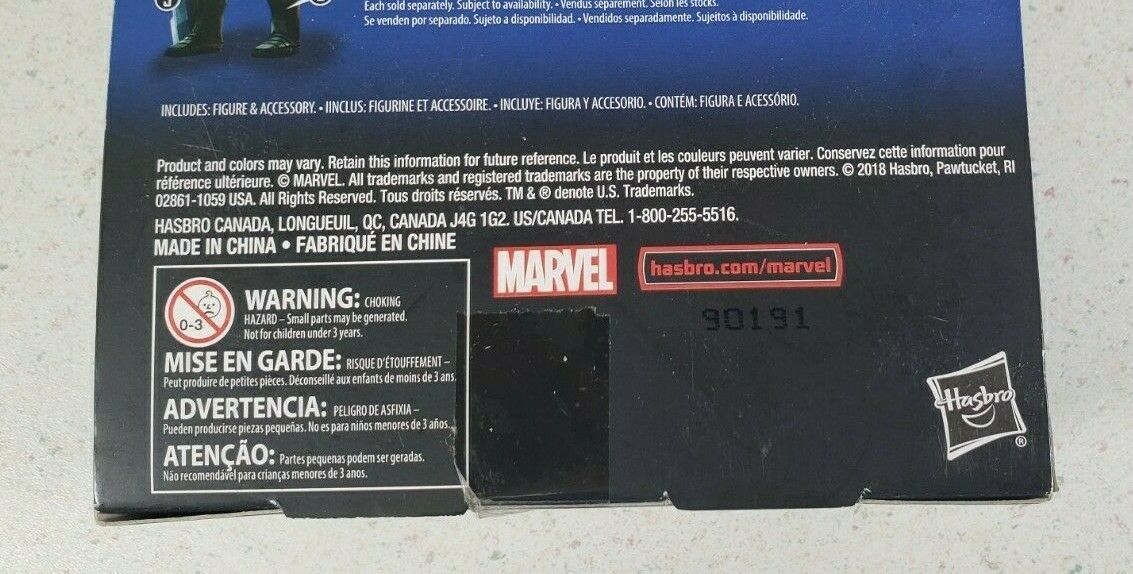 Each sold separately. Subject to availability. • Vendus séparément. Selon les stocks.
Se venden por separado. Sujeto a disponibilidad. • Vendidos separadamente. Sujeitos à disponibilidade.
INCLUDES: FIGURE & ACCESSORY. • IINCLUS: FIGURINE ET ACCESSOIRE. • INCLUYE: FIGURA Y ACCESORIO. • CONTÉM: FIGURA E ACESSÓRIO.
Product and colors may vary. Retain this information for future reference. Le produit et les couleurs peuvent varier. Conservez cette information pour
référence ultérieure. © MARVEL. All trademarks and registered trademarks are the property of their respective owners. © 2018 Hasbro, Pawtucket, RI
02861-1059 USA. All Rights Reserved. Tous droits réservés. TM & ® denote U.S. Trademarks.
HASBRO CANADA, LONGUEUIL, QC, CANADA J4G 1G2. US/CANADA TEL. 1-800-255-5516.
MADE IN CHINA • FABRIQUÉ EN CHINE
MARVEL
hasbro.com/marvel
90191
0-3
WARNING: CHOKING
HAZARD – Small parts may be generated.
Not for children under 3 years.
MISE EN GARDE: RISQUE D'ÉTOUFFEMENT –
Peut produire de petites pièces. Déconseillé aux enfants de moins de 3 ans.
ADVERTENCIA: PELIGRO DE ASFIXIA –
Pueden producirse piezas pequeñas. No es para niños menores de 3 años.
ATENÇÃO: Partes pequenas podem ser geradas.
Não recomendável para crianças menores de 3 anos.
Hasbro
®